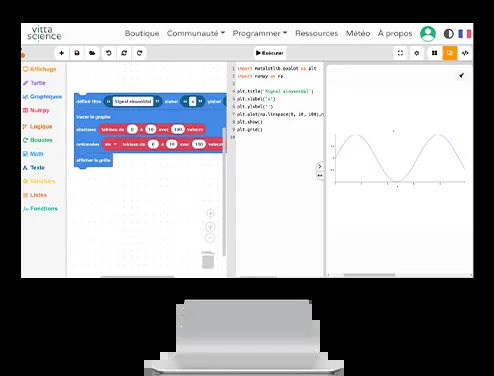 vitta
science
Boutique Communauté Programmer Ressources Météo À propos
Exécuter
Affichage
Tortue
Graphiques
Numpy
Logique
Boucles
Math
Texte
Variables
Listes
Fonctions
définir titre “ Signal sinusoïdal ” xlabel “ x ” ylabel “
tracer le graphe
abscisses tableau de 0 à 10 avec 100 valeurs
ordonnées sin tableau de 0 à 10 avec 100 valeurs
afficher la grille
1 import matplotlib.pyplot as plt
2 import numpy as np
3
4 plt.title('Signal sinusoïdal')
5 plt.xlabel('x')
6 plt.ylabel('')
7 plt.plot(np.linspace(0, 10, 100),n
8 plt.show()
9 plt.grid()
10